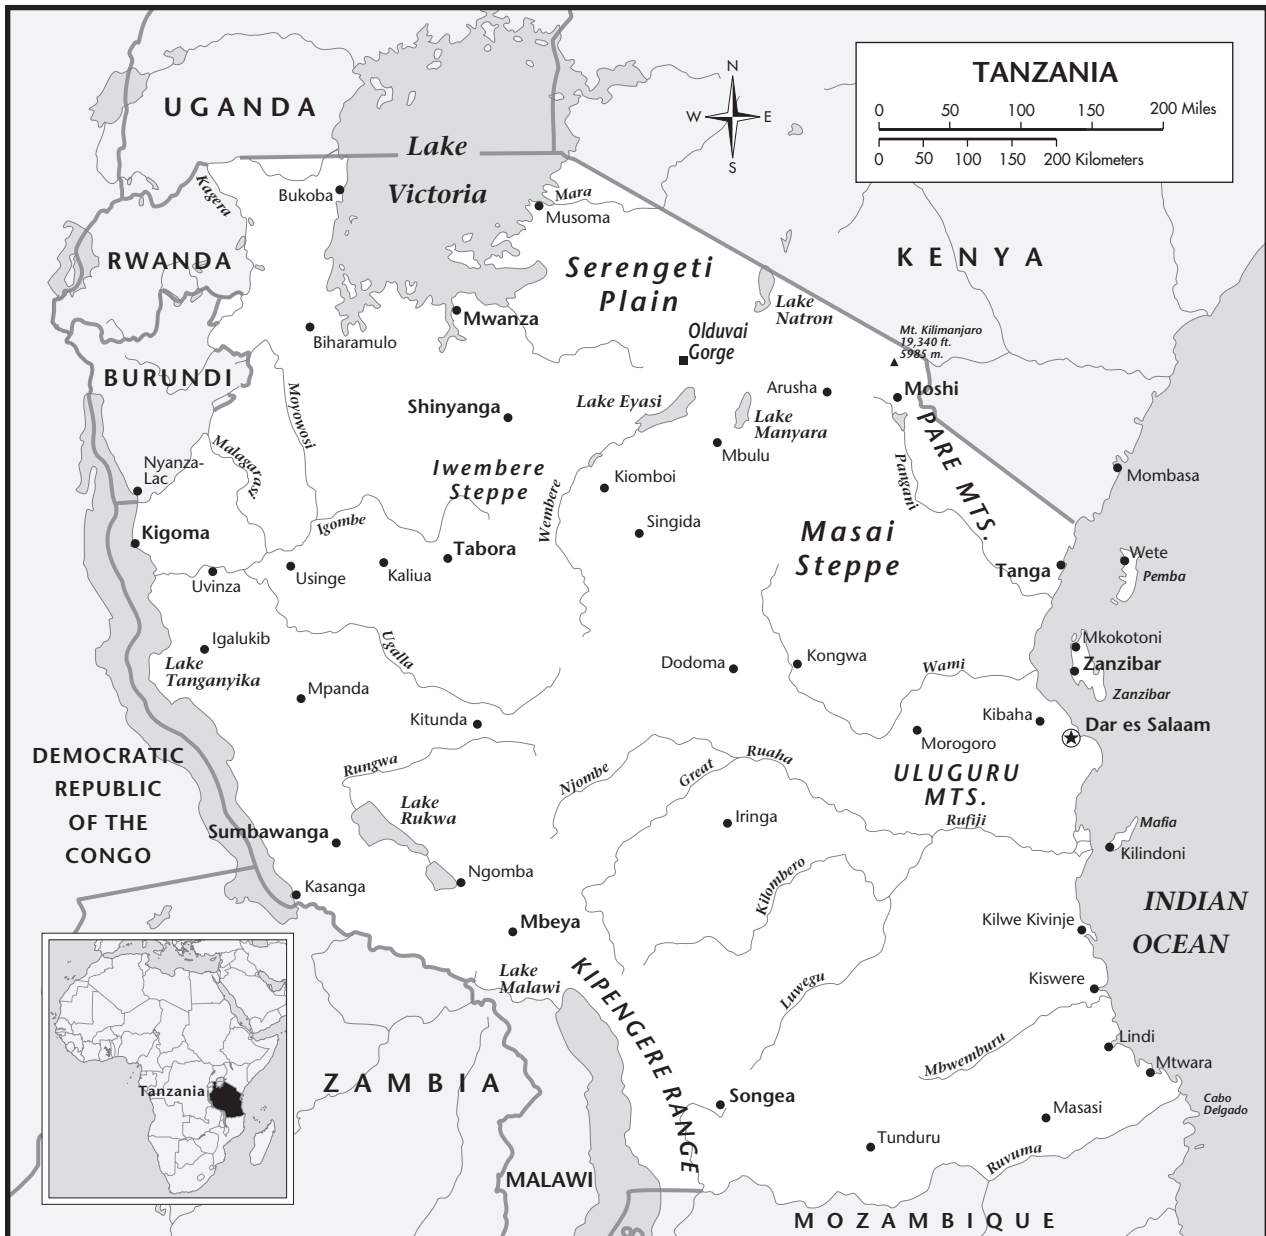 TANZANIA
0 50 100 150 200 Miles
0 50 100 150 200 Kilometers
N
W E
S
UGANDA
Lake
Victoria
Kagera
Bukoba
Mara
Musoma
RWANDA
KENYA
Serengeti
Plain
Lake
Natron
Mwanza
Biharamulo
Olduvai
Gorge
Mt. Kilimanjaro
19,340 ft.
5985 m.
BURUNDI
Moyowosi
Shinyanga
Lake Eyasi
Arusha
Moshi
Lake
Manyara
PARE MTS.
Malagarasi
Mbulu
Nyanza-
Lac
Iwembere
Steppe
Wembere
Kiomboi
Pangani
Mombasa
Kigoma
Igombe
Singida
Masai
Steppe
Tabora
Wete
Pemba
Uvinza
Usinge
Kaliua
Tanga
Igalukib
Lake
Tanganyika
Ugalla
Mkokotoni
Zanzibar
Zanzibar
Dodoma
Kongwa
Wami
Mpanda
Kitunda
Kibaha
Dar es Salaam
Morogoro
DEMOCRATIC
REPUBLIC
OF THE
CONGO
Rungwa
Njombe
Great
Ruaha
ULUGURU
MTS.
Rufiji
Lake
Rukwa
Sumbawanga
Iringa
Mafia
Kilindoni
Kasanga
Ngomba
Kilombero
INDIAN
OCEAN
Mbeya
Kilwe Kivinje
Lake
Malawi
KIPENGERE RANGE
Luwegu
Kiswere
Mbwemburu
Lindi
Mtwara
Cabo
Delgado
ZAMBIA
Tanzania
Songea
Masasi
Tunduru
Ruvuma
MALAWI
MOZAMBIQUE